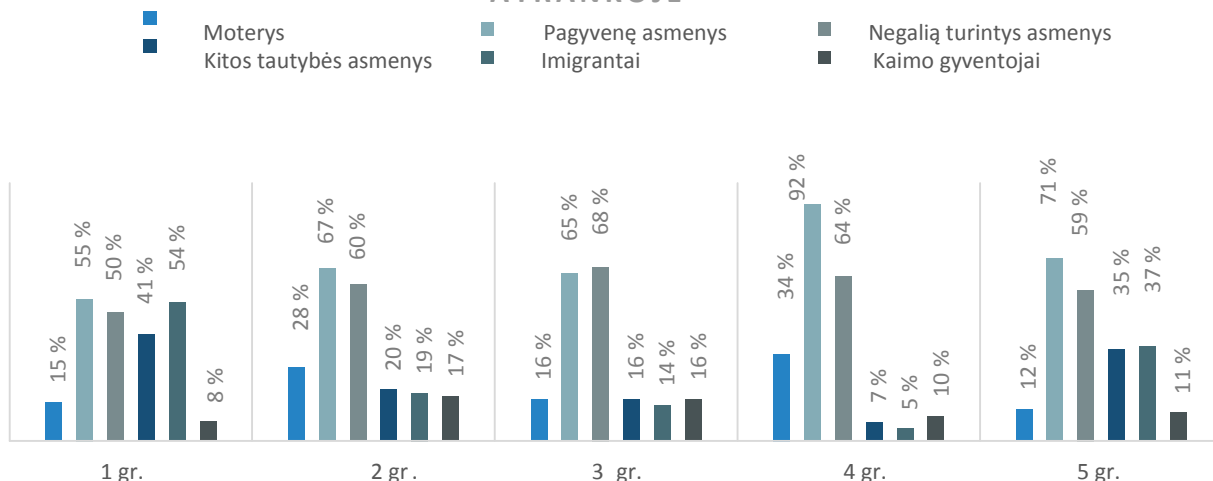 Moterys Pagyvenę asmenys Negalią turintys asmenys
Kitos tautybės asmenys Imigrantai Kaimo gyventojai
15 % 55 % 50 % 41 % 54 % 8 %
28 % 67 % 60 % 20 % 19 % 17 %
16 % 65 % 68 % 16 % 14 % 16 %
34 % 92 % 64 % 7 % 5 % 10 %
12 % 71 % 59 % 35 % 37 % 11 %
1 gr. 2 gr. 3 gr. 4 gr. 5 gr.